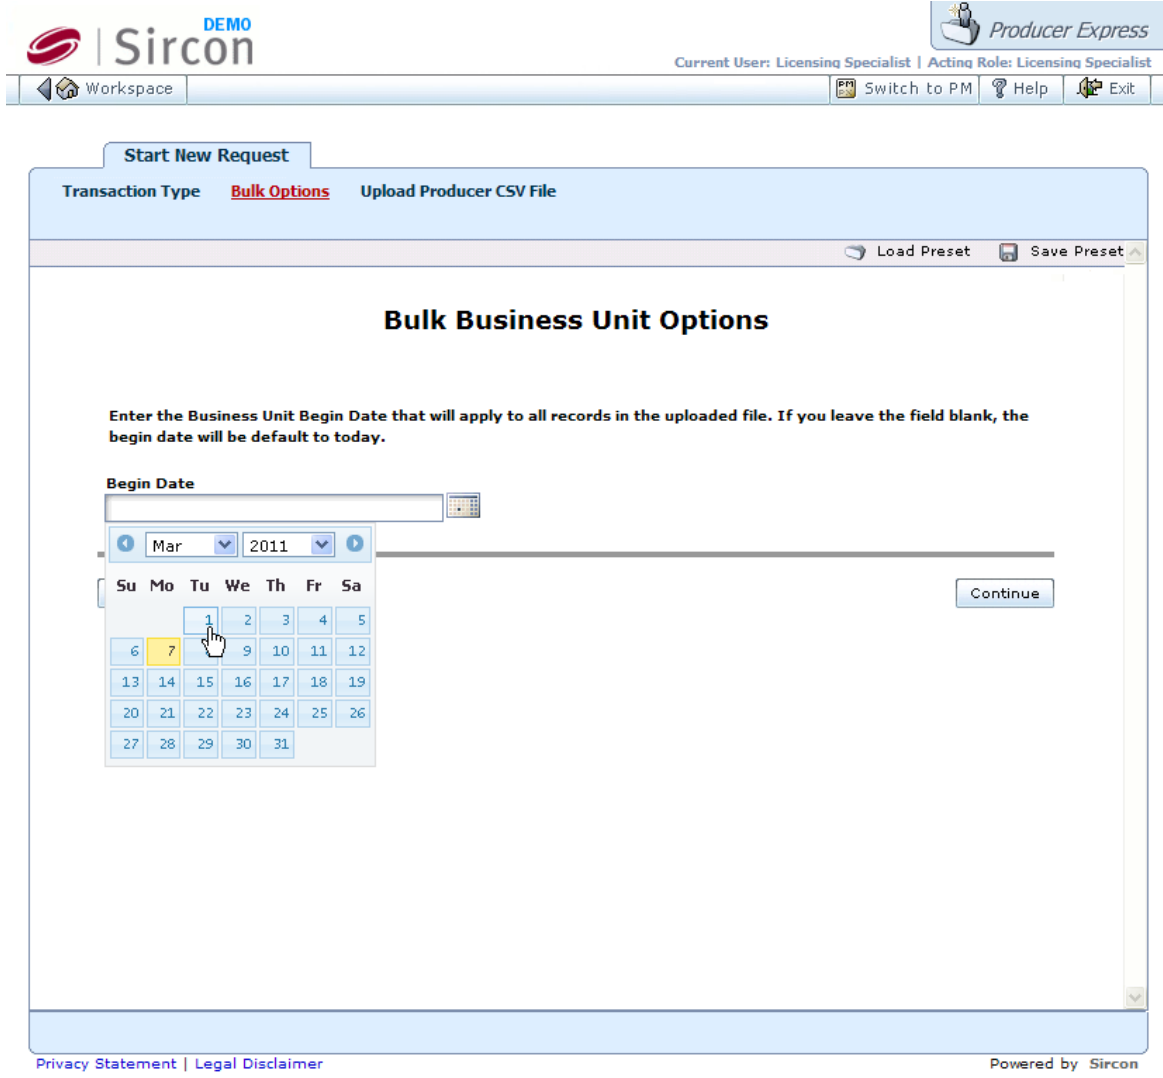 DEMO
Sircon
Producer Express
Current User: Licensing Specialist | Acting Role: Licensing Specialist
Workspace
Switch to PM
Help
Exit
Start New Request
Transaction Type
Bulk Options
Upload Producer CSV File
Load Preset
Save Preset
Bulk Business Unit Options
Enter the Business Unit Begin Date that will apply to all records in the uploaded file. If you leave the field blank, the
begin date will be default to today.
Begin Date
Mar
2011
Su Mo Tu We Th Fr Sa
1 2 3 4 5
6 7 9 10 11 12
13 14 15 16 17 18 19
20 21 22 23 24 25 26
27 28 29 30 31
Continue
Privacy Statement | Legal Disclaimer
Powered by Sircon